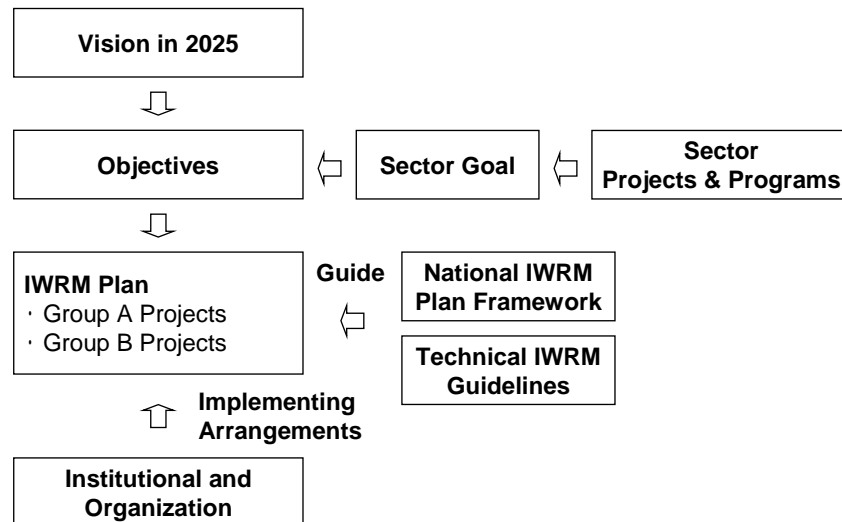 Vision in 2025
Objectives
Sector Goal
Sector
Projects & Programs
IWRM Plan
· Group A Projects
· Group B Projects
Guide
National IWRM
Plan Framework
Technical IWRM
Guidelines
Implementing
Arrangements
Institutional and
Organization